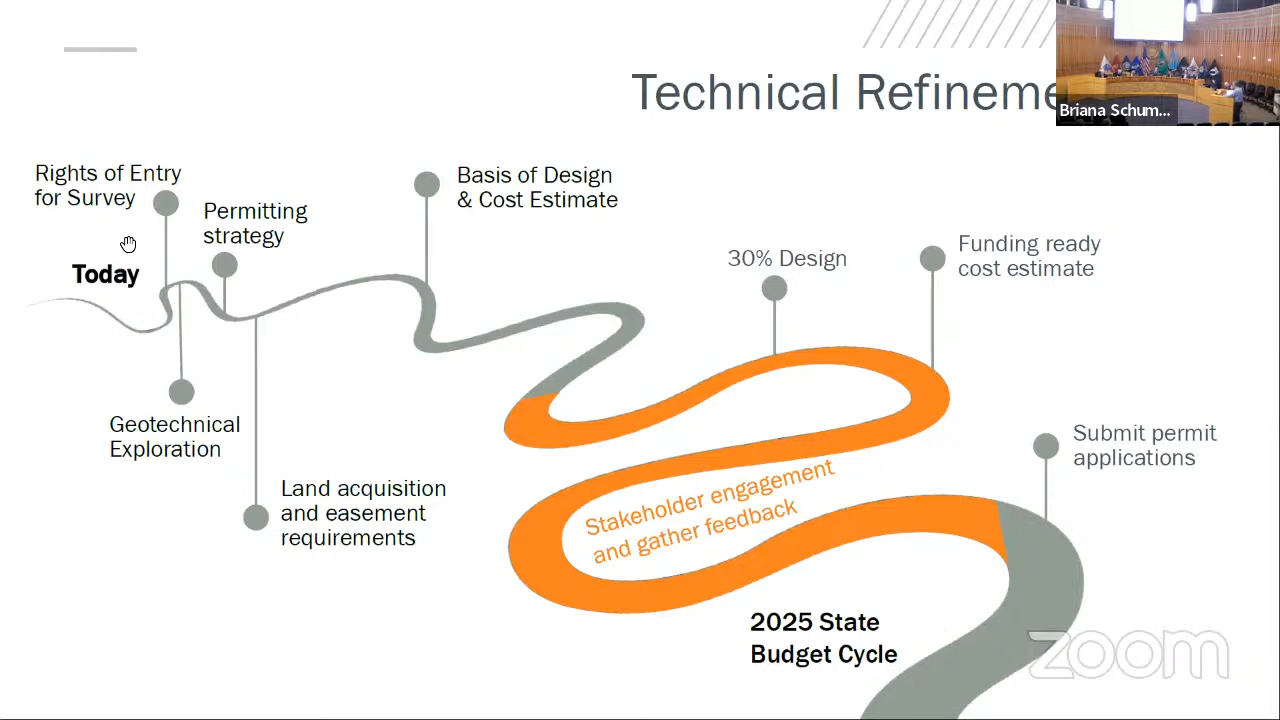 Technical Refineme
Briana Schum...
Rights of Entry
for Survey
Permitting
strategy
Basis of Design
& Cost Estimate
Today
30% Design
Funding ready
cost estimate
Geotechnical
Exploration
Land acquisition
and easement
requirements
Stakeholder engagement
and gather feedback
Submit permit
applications
2025 State
Budget Cycle
zoom